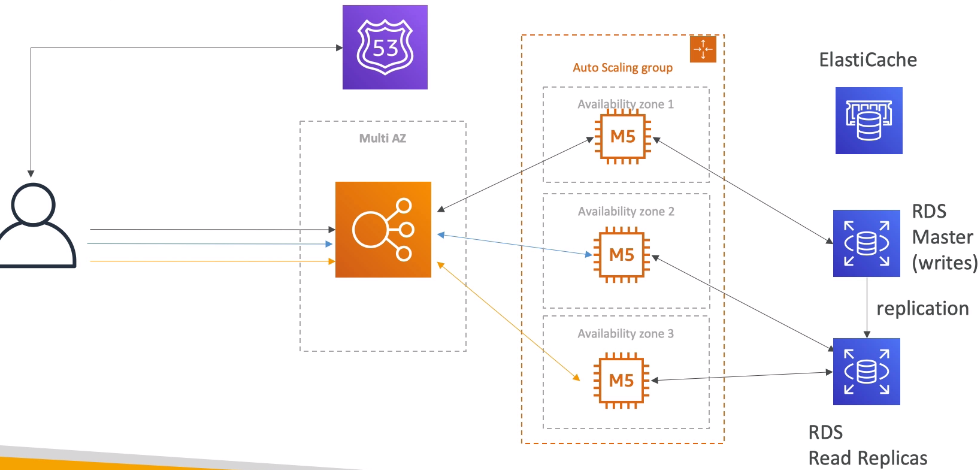 53
Auto Scaling group
ElastiCache
Availability zone 1
M5
Multi AZ
Availability zone 2
M5
RDS
Master
(writes)
replication
Availability zone 3
M5
RDS
Read Replicas